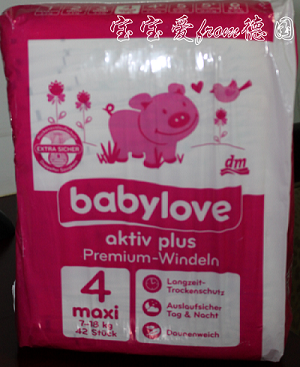 宝宝爱from德国
EXTRA SICHER
dm
babylove
aktiv plus
Premium-Windeln
4
maxi
7-18 kg
42 Stück
Langzeit-
Trockenschutz
Auslaufsicher
Tag & Nacht
Daunenweich